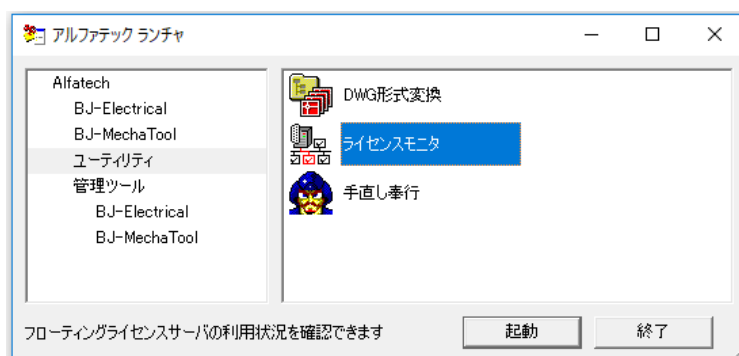 アルファテック ランチャ
Alfatech
BJ-Electrical
BJ-MechaTool
ユーティリティ
管理ツール
BJ-Electrical
BJ-MechaTool
DWG形式変換
ライセンスモニタ
手直し奉行
フローティングライセンスサーバの利用状況を確認できます
起動
終了